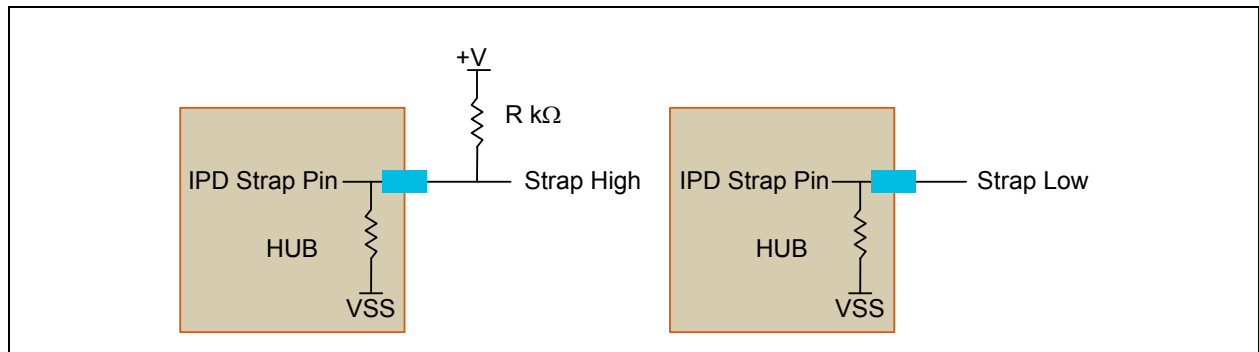 +V
R kΩ
IPD Strap Pin
Strap High
HUB
VSS
IPD Strap Pin
Strap Low
HUB
VSS